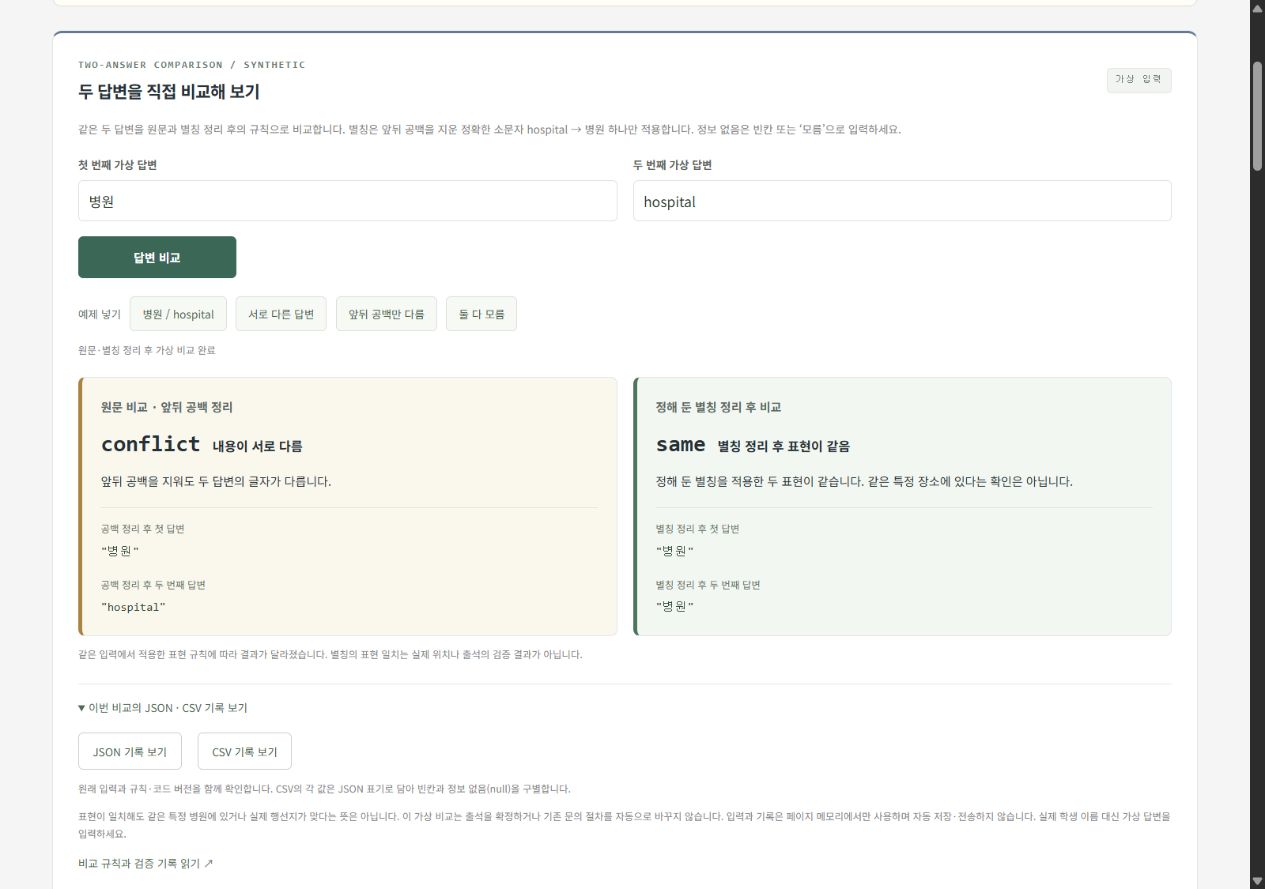 TWO-ANSWER COMPARISON / SYNTHETIC
두 답변을 직접 비교해 보기
가상 입력
같은 두 답변을 원문과 별칭 정리 후의 규칙으로 비교합니다. 별칭은 앞뒤 공백을 지운 정확한 소문자 hospital → 병원 하나만 적용합니다. 정보 없음은 빈칸 또는 ‘모름’으로 입력하세요.
첫 번째 가상 답변
두 번째 가상 답변
병원
hospital
답변 비교
예제 넣기
병원 / hospital
서로 다른 답변
앞뒤 공백만 다름
둘 다 모름
원문·별칭 정리 후 가상 비교 완료
원문 비교 · 앞뒤 공백 정리
conflict 내용이 서로 다름
앞뒤 공백을 지워도 두 답변의 글자가 다릅니다.
공백 정리 후 첫 답변
"병원"
공백 정리 후 두 번째 답변
"hospital"
정해 둔 별칭 정리 후 비교
same 별칭 정리 후 표현이 같음
정해 둔 별칭을 적용한 두 표현이 같습니다. 같은 특정 장소에 있다는 확인은 아닙니다.
별칭 정리 후 첫 답변
"병원"
별칭 정리 후 두 번째 답변
"병원"
같은 입력에서 적용한 표현 규칙에 따라 결과가 달라졌습니다. 별칭의 표현 일치는 실제 위치나 출석의 검증 결과가 아닙니다.
▼ 이번 비교의 JSON · CSV 기록 보기
JSON 기록 보기
CSV 기록 보기
원래 입력과 규칙·코드 버전을 함께 확인합니다. CSV의 각 값은 JSON 표기로 담아 빈칸과 정보 없음(null)을 구별합니다.
표현이 일치해도 같은 특정 병원에 있거나 실제 행선지가 맞다는 뜻은 아닙니다. 이 가상 비교는 출석을 확정하거나 기존 문의 절차를 자동으로 바꾸지 않습니다. 입력과 기록은 페이지 메모리에서만 사용하며 자동 저장·전송하지 않습니다. 실제 학생 이름 대신 가상 답변을
입력하세요.
비교 규칙과 검증 기록 읽기 ↗